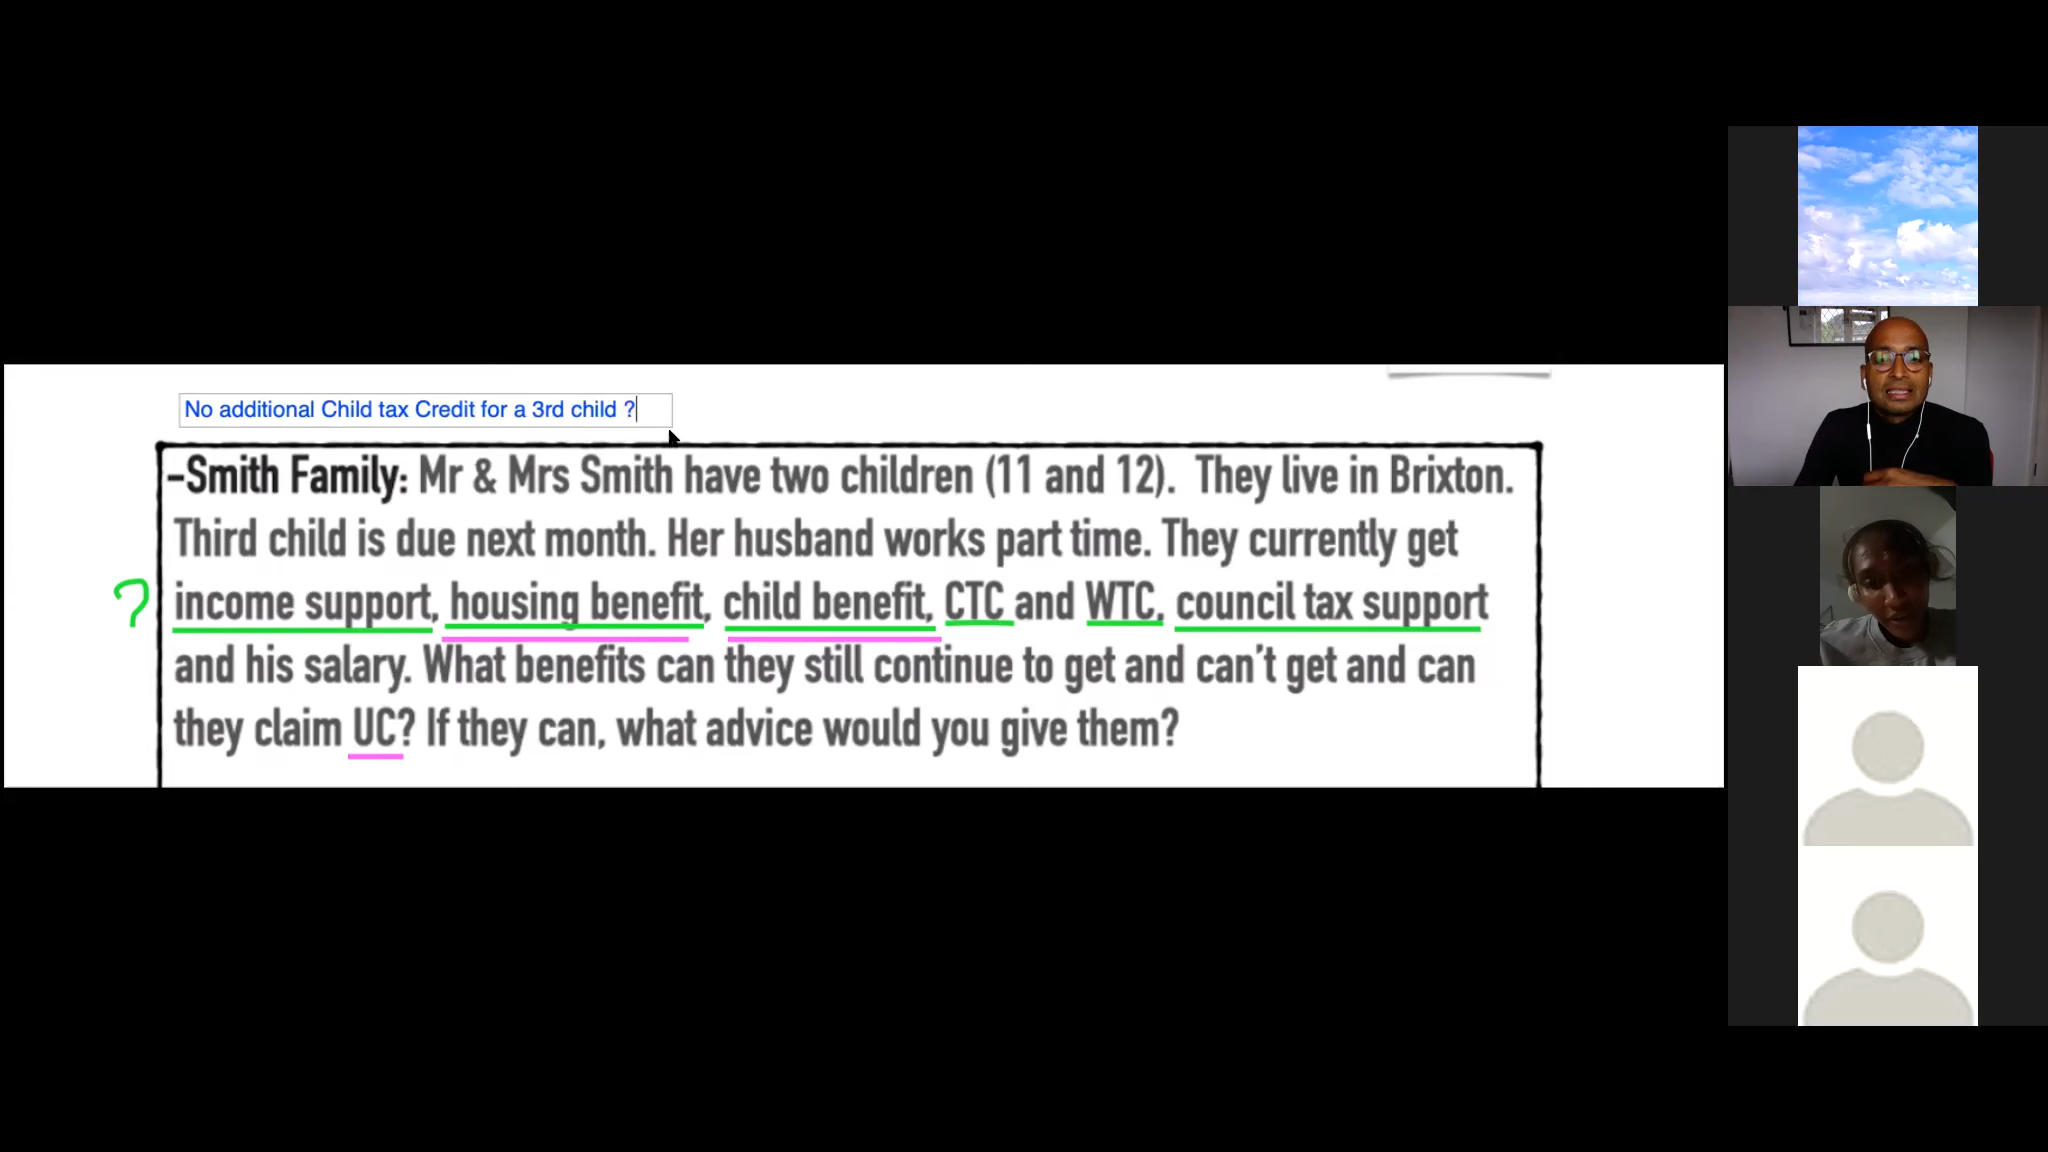 No additional Child tax Credit for a 3rd child ?
-Smith Family: Mr & Mrs Smith have two children (11 and 12). They live in Brixton.
Third child is due next month. Her husband works part time. They currently get
? income support, housing benefit, child benefit, CTC and WTC, council tax support
and his salary. What benefits can they still continue to get and can't get and can
they claim UC? If they can, what advice would you give them?